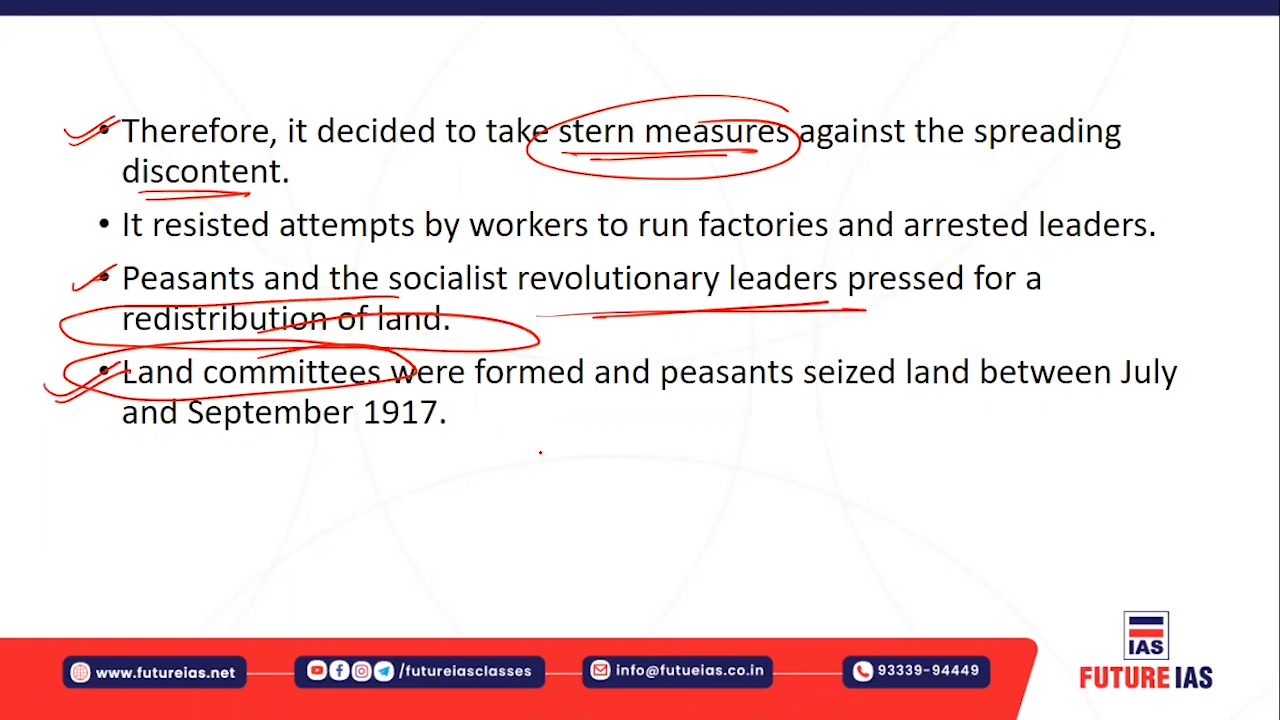 • Therefore, it decided to take stern measures against the spreading
discontent.
• It resisted attempts by workers to run factories and arrested leaders.
• Peasants and the socialist revolutionary leaders pressed for a
redistribution of land.
• Land committees were formed and peasants seized land between July
and September 1917.
IAS
FUTURE IAS
www.futureias.net
/futureiasclasses
info@futueias.co.in
93339-94449